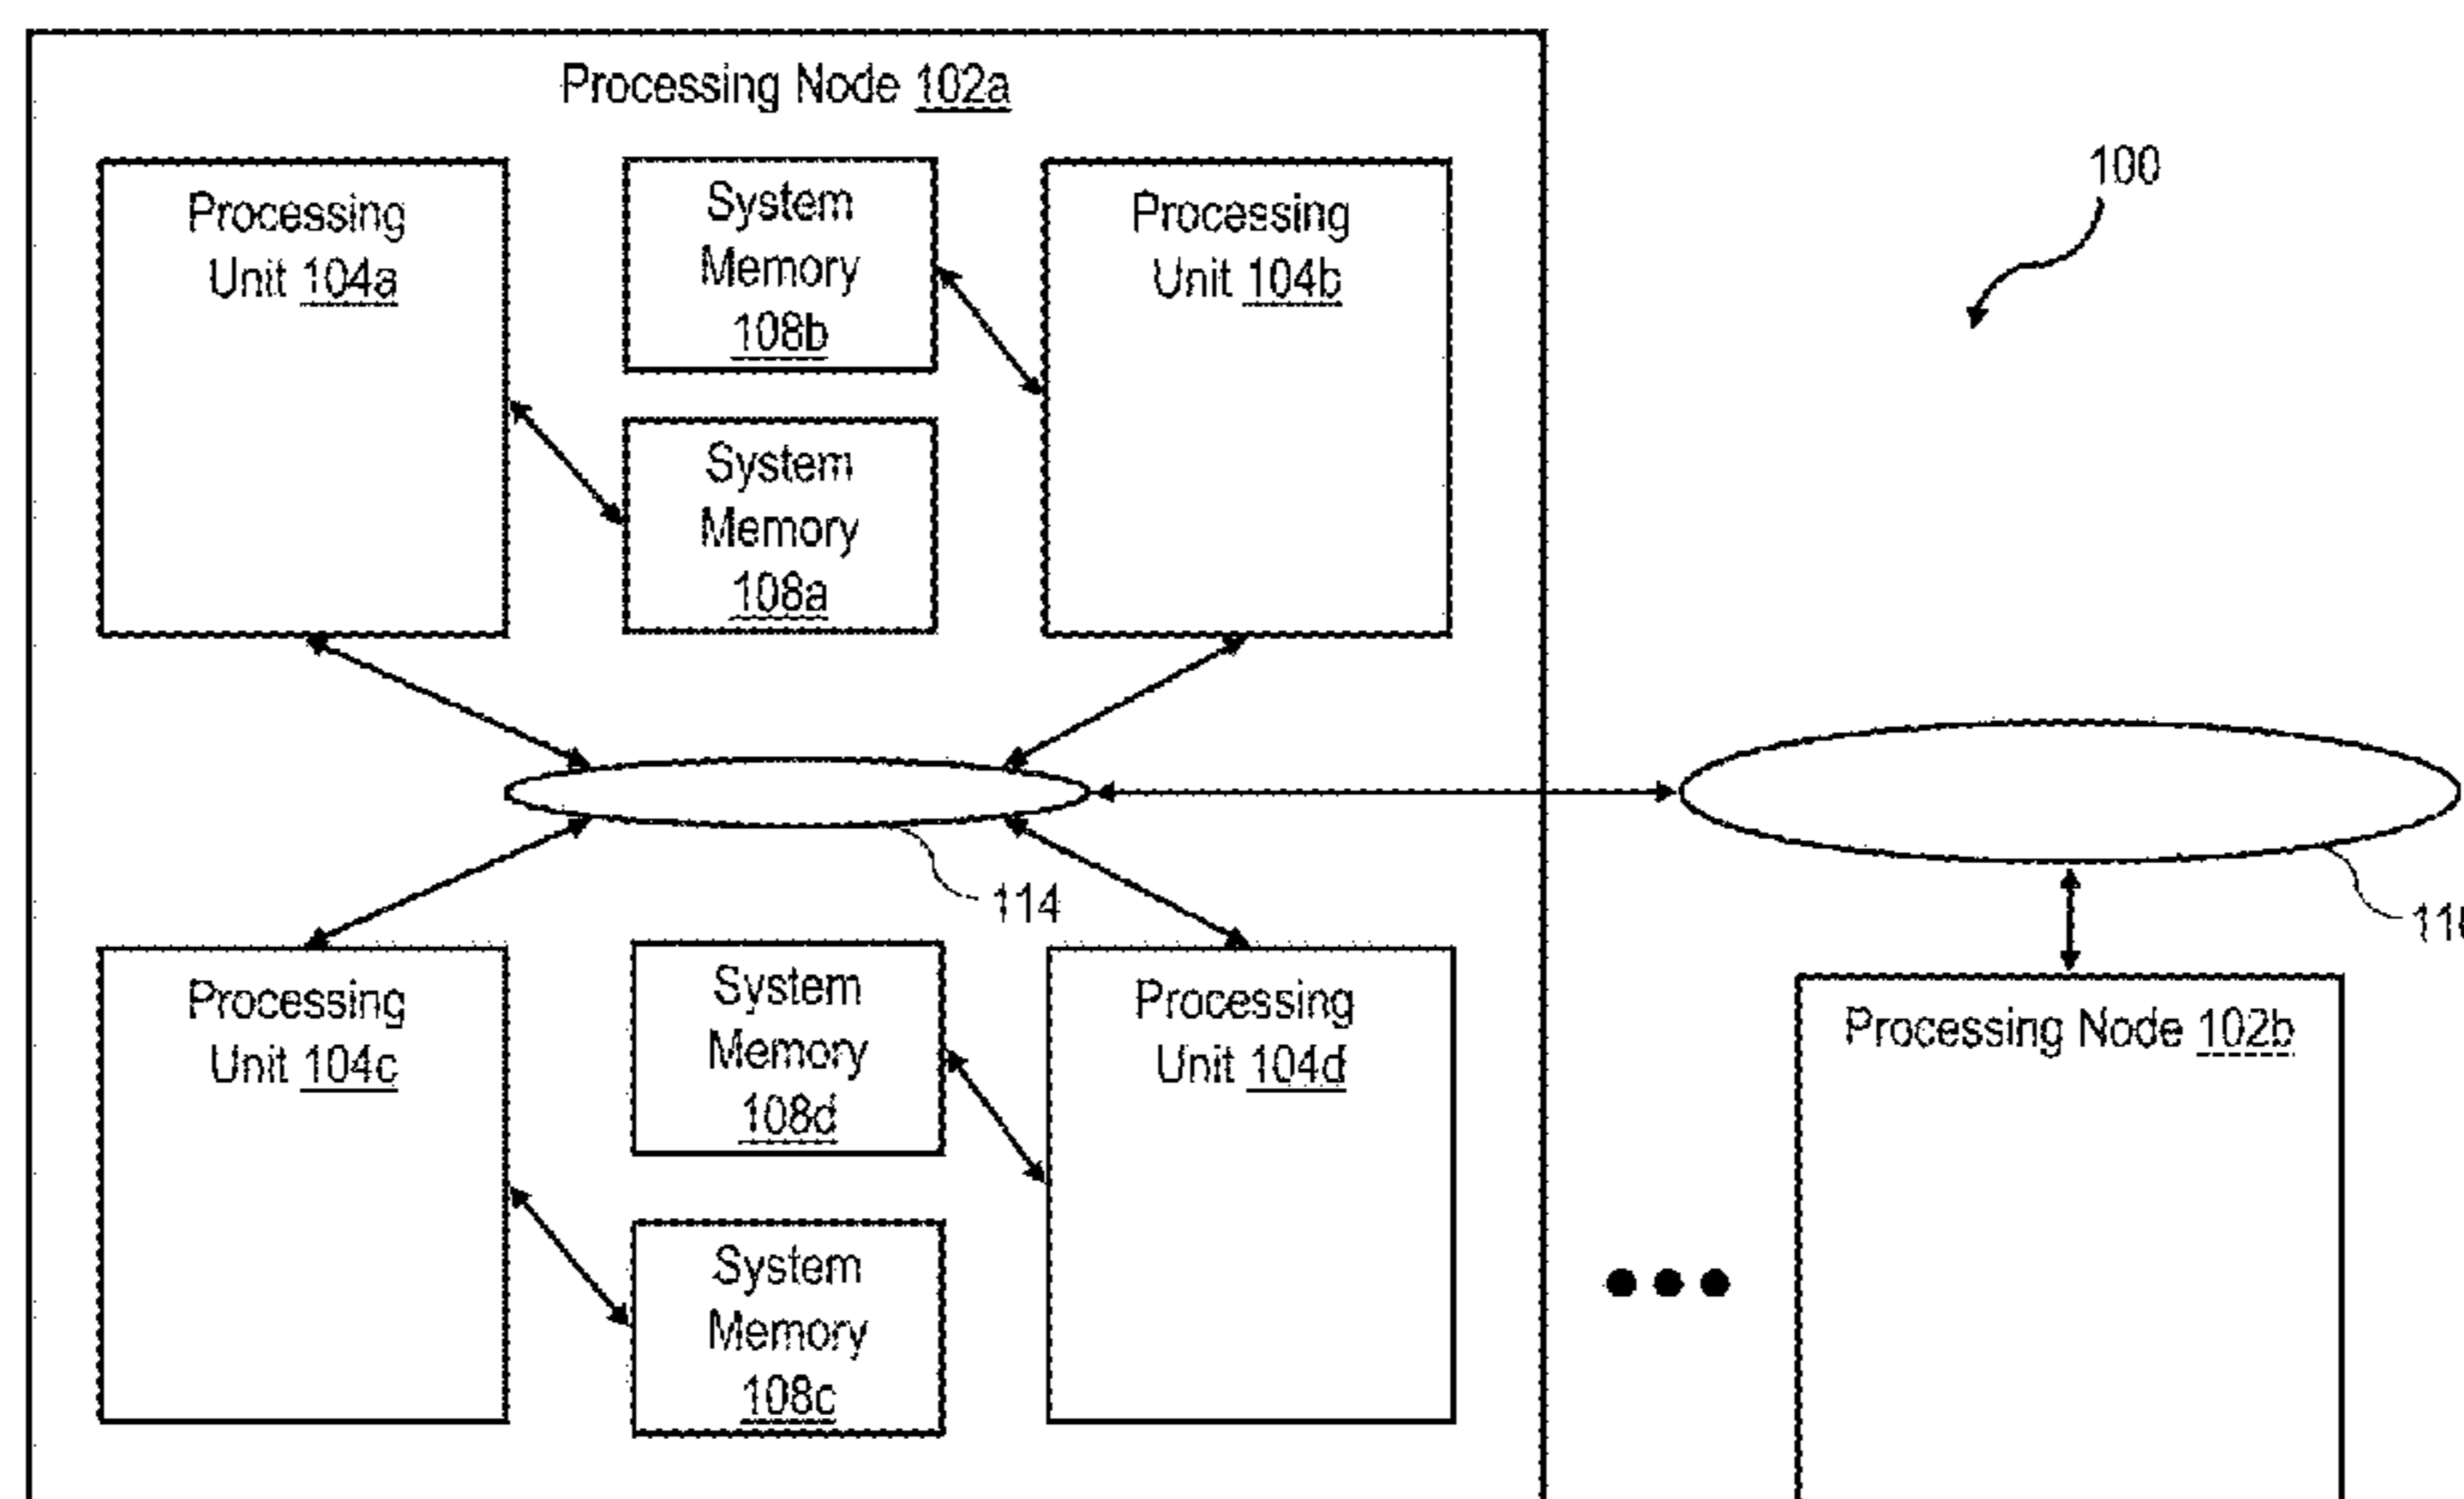 Processing Node 102a
Processing
Unit 104a
System
Memory
108b
Processing
Unit 104b
100
System
Memory
108a
114
Processing
Unit 104c
System
Memory
108d
Processing
Unit 104d
Processing Node 102b
System
Memory
108c